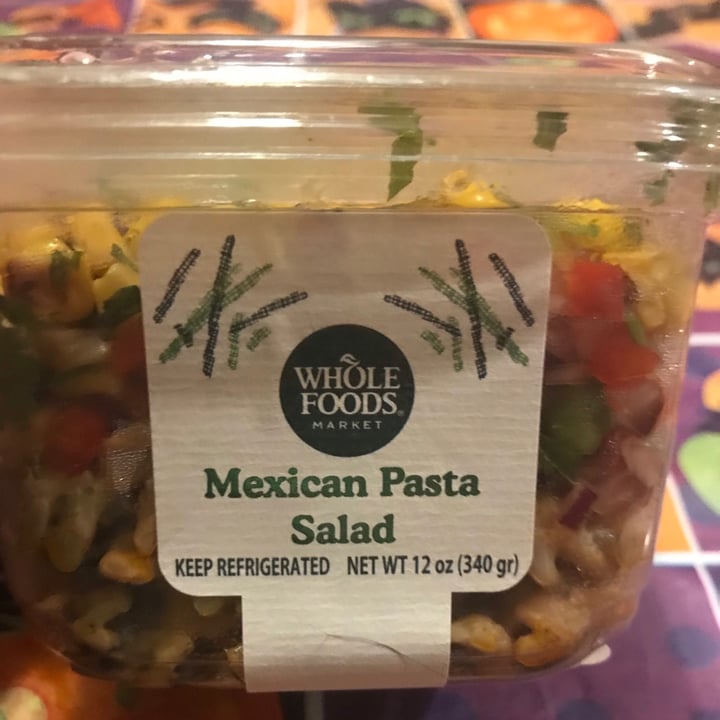 WHOLE
FOODS®
MARKET
Mexican Pasta
Salad
KEEP REFRIGERATED NET WT 12 oz (340 gr)